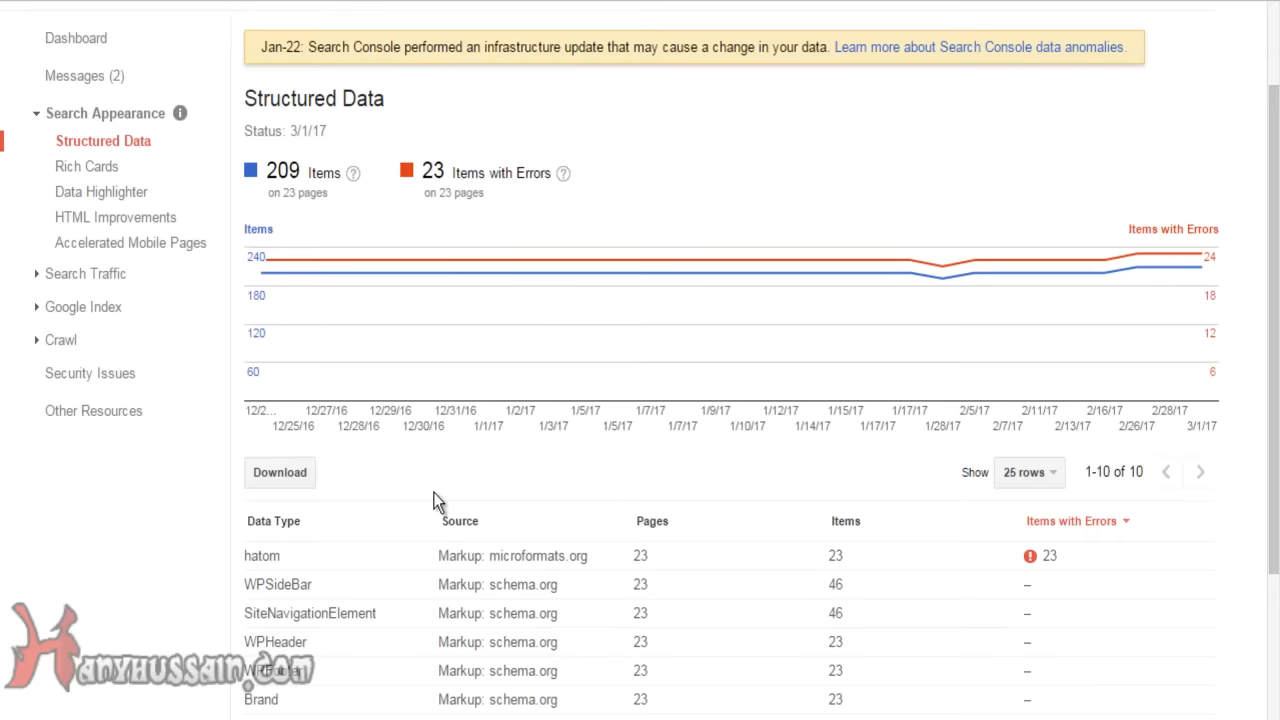 Dashboard
Messages (2)
Search Appearance
Structured Data
Rich Cards
Data Highlighter
HTML Improvements
Accelerated Mobile Pages
Search Traffic
Google Index
Crawl
Security Issues
Other Resources
Jan-22: Search Console performed an infrastructure update that may cause a change in your data. Learn more about Search Console data anomalies.
Structured Data
Status: 3/1/17
209 Items ?
on 23 pages
23 Items with Errors ?
on 23 pages
Items
Items with Errors
240
24
180
18
120
12
60
6
12/2... 12/27/16 12/29/16 12/31/16 1/2/17 1/5/17 1/7/17 1/9/17 1/12/17 1/15/17 1/17/17 2/5/17 2/11/17 2/16/17 2/28/17
12/25/16 12/28/16 12/30/16 1/1/17 1/3/17 1/5/17 1/7/17 1/10/17 1/14/17 1/17/17 1/28/17 2/7/17 2/13/17 2/26/17 3/1/17
Download
Show 25 rows 1-10 of 10
Data Type Source Pages Items Items with Errors
hatom Markup: microformats.org 23 23 23
WPSideBar Markup: schema.org 23 46 –
SiteNavigationElement Markup: schema.org 23 46 –
WPHeader Markup: schema.org 23 23 –
WPFooter Markup: schema.org 23 23 –
Brand Markup: schema.org 23 23 –
Hanyhussain.com